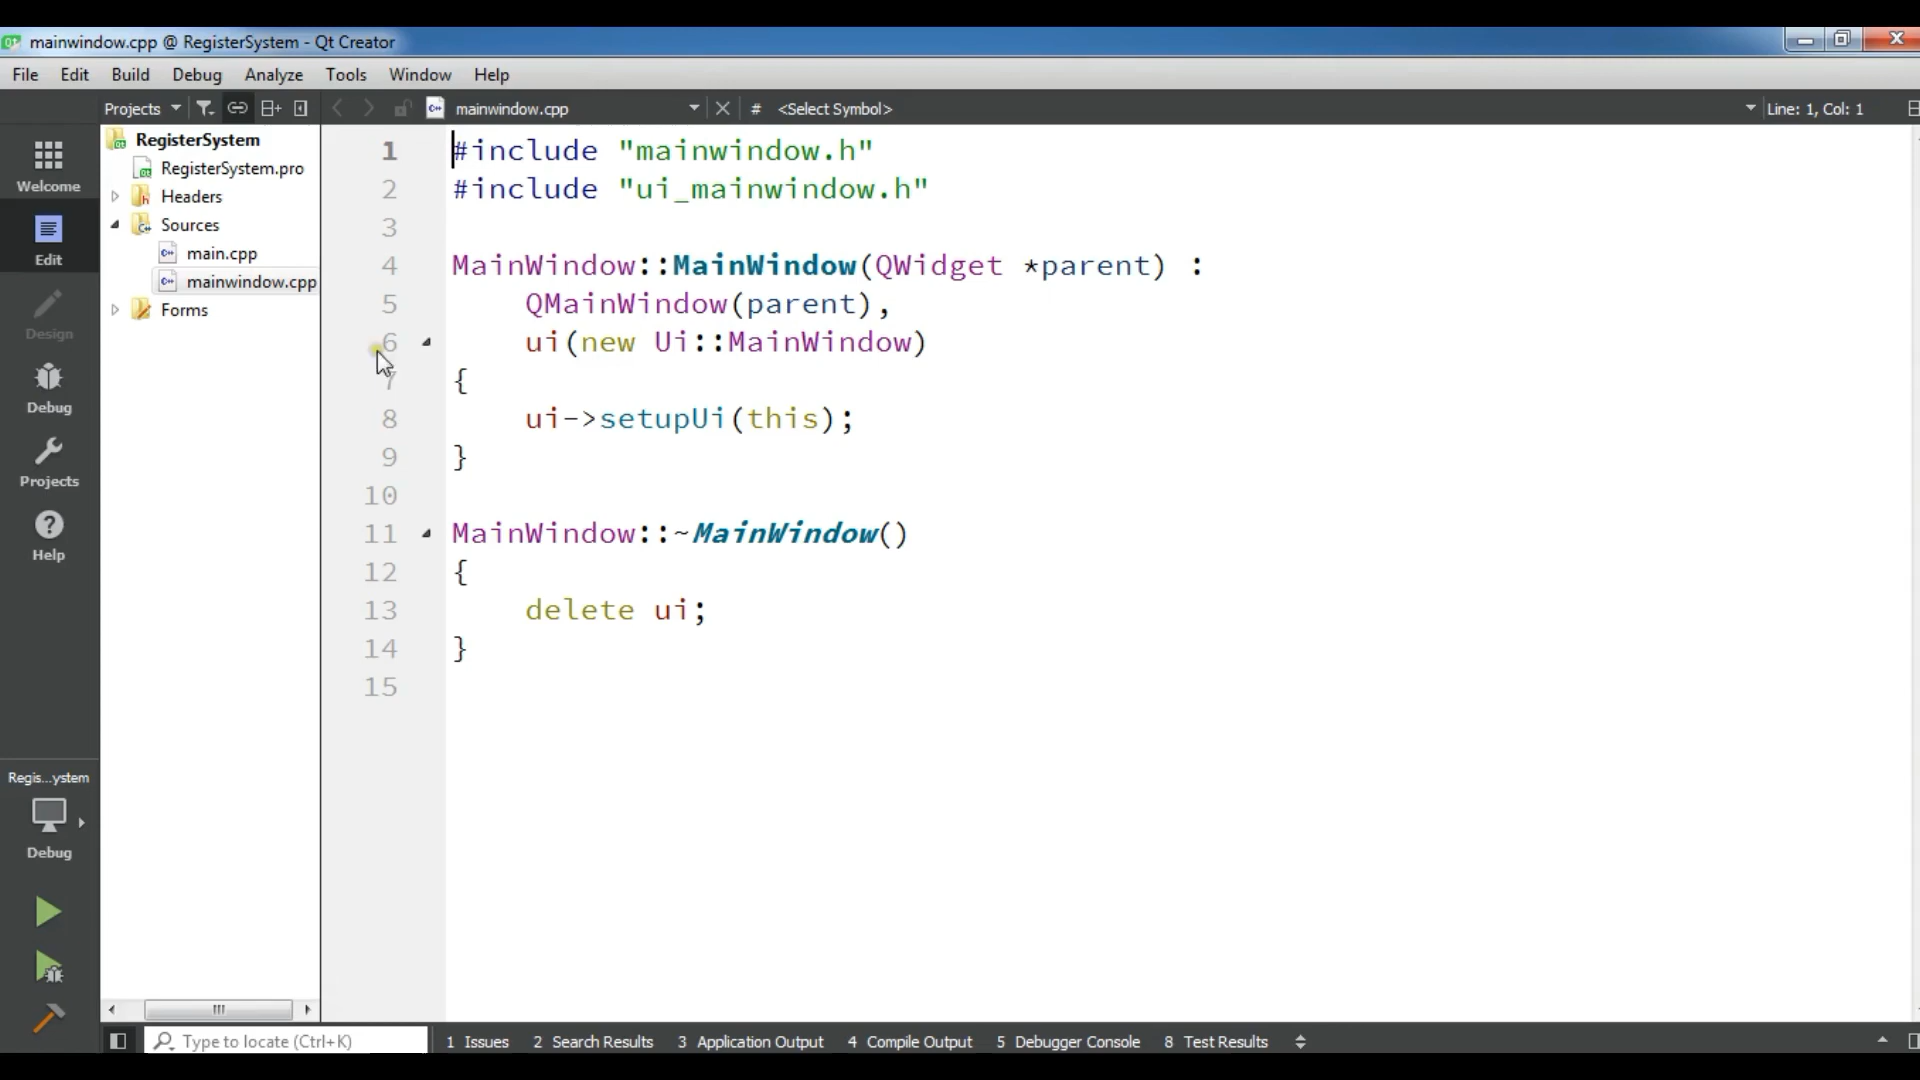 mainwindow.cpp @ RegisterSystem - Qt Creator
File Edit Build Debug Analyze Tools Window Help
Projects mainwindow.cpp # <Select Symbol> Line: 1, Col: 1
Welcome
Edit
Design
Debug
Projects
Help
Regis...ystem
Debug
RegisterSystem
RegisterSystem.pro
Headers
Sources
main.cpp
mainwindow.cpp
Forms
1 #include "mainwindow.h"
2 #include "ui_mainwindow.h"
3
4 MainWindow::MainWindow(QWidget *parent) :
5     QMainWindow(parent),
6     ui(new Ui::MainWindow)
7 {
8     ui->setupUi(this);
9 }
10
11 MainWindow::~MainWindow()
12 {
13     delete ui;
14 }
15
Type to locate (Ctrl+K) 1 Issues 2 Search Results 3 Application Output 4 Compile Output 5 Debugger Console 8 Test Results